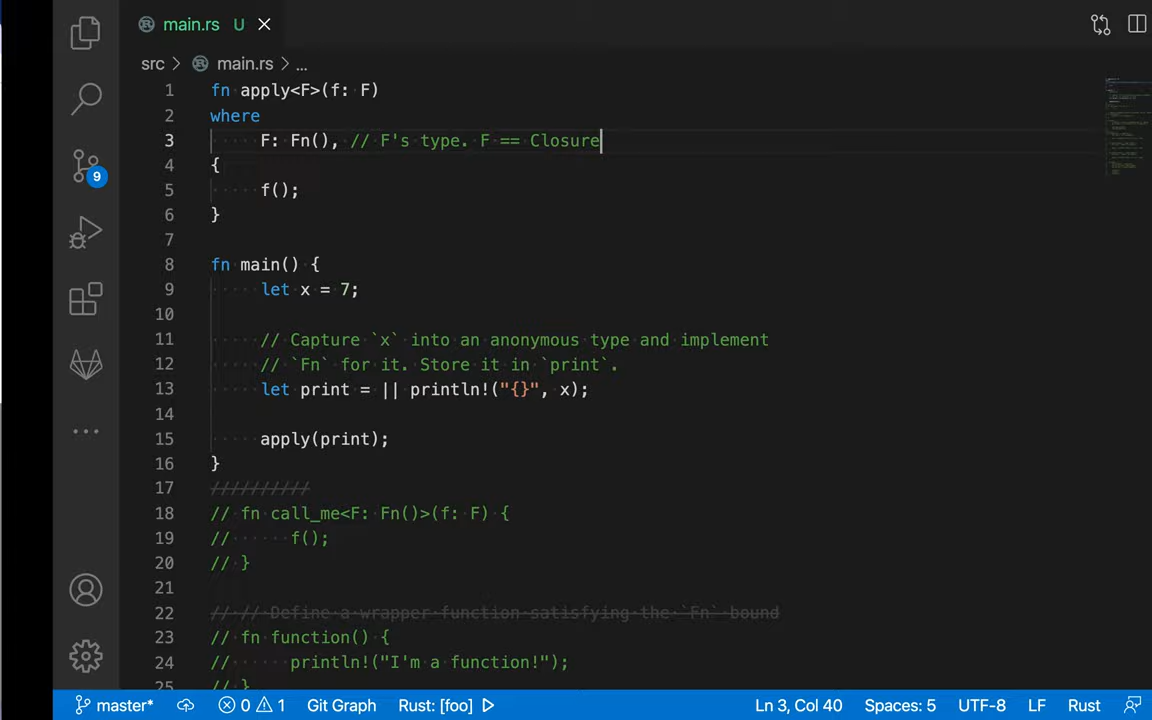 main.rs U
src > main.rs > ...
1 fn apply<F>(f: F)
2 where
3 F: Fn(), // F's type. F == Closure
4 {
5 f();
6 }
7
8 fn main() {
9 let x = 7;
10
11 // Capture `x` into an anonymous type and implement
12 // `Fn` for it. Store it in `print`.
13 let print = || println!("{}", x);
14
15 apply(print);
16 }
17 //////////
18 // fn call_me<F: Fn()>(f: F) {
19 // f();
20 // }
21
22 // // Define a wrapper function satisfying the `Fn` bound
23 // fn function() {
24 // println!("I'm a function!");
25 // }
9
master* 0 1 Git Graph Rust: [foo] Ln 3, Col 40 Spaces: 5 UTF-8 LF Rust